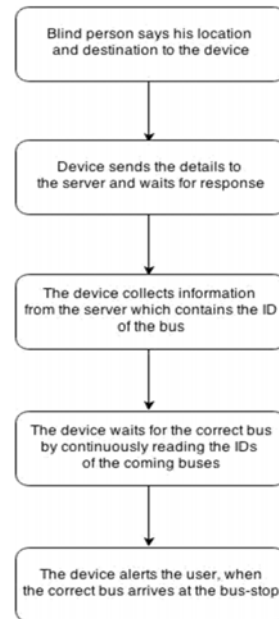 Blind person says his location
and destination to the device
Device sends the details to
the server and waits for response
The device collects information
from the server which contains the ID
of the bus
The device waits for the correct bus
by continuously reading the IDs
of the coming buses
The device alerts the user, when
the correct bus arrives at the bus-stop